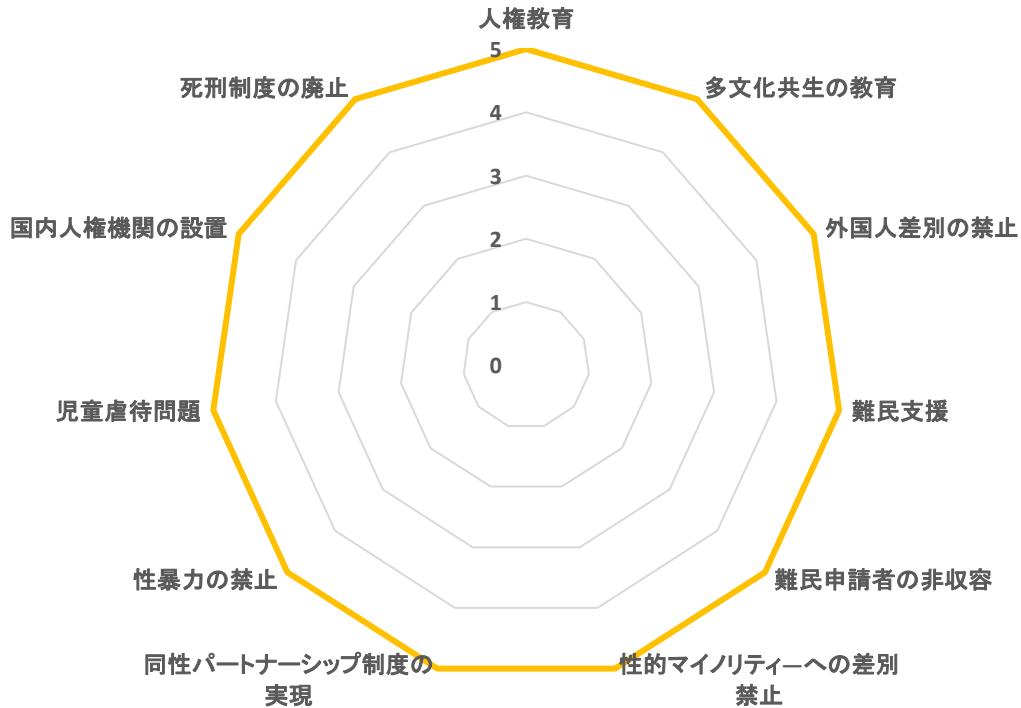 人権教育
5
死刑制度の廃止
多文化共生の教育
4
3
国内人権機関の設置
外国人差別の禁止
2
1
0
児童虐待問題
難民支援
性暴力の禁止
難民申請者の非収容
同性パートナーシップ制度の
実現
性的マイノリティーへの差別
禁止